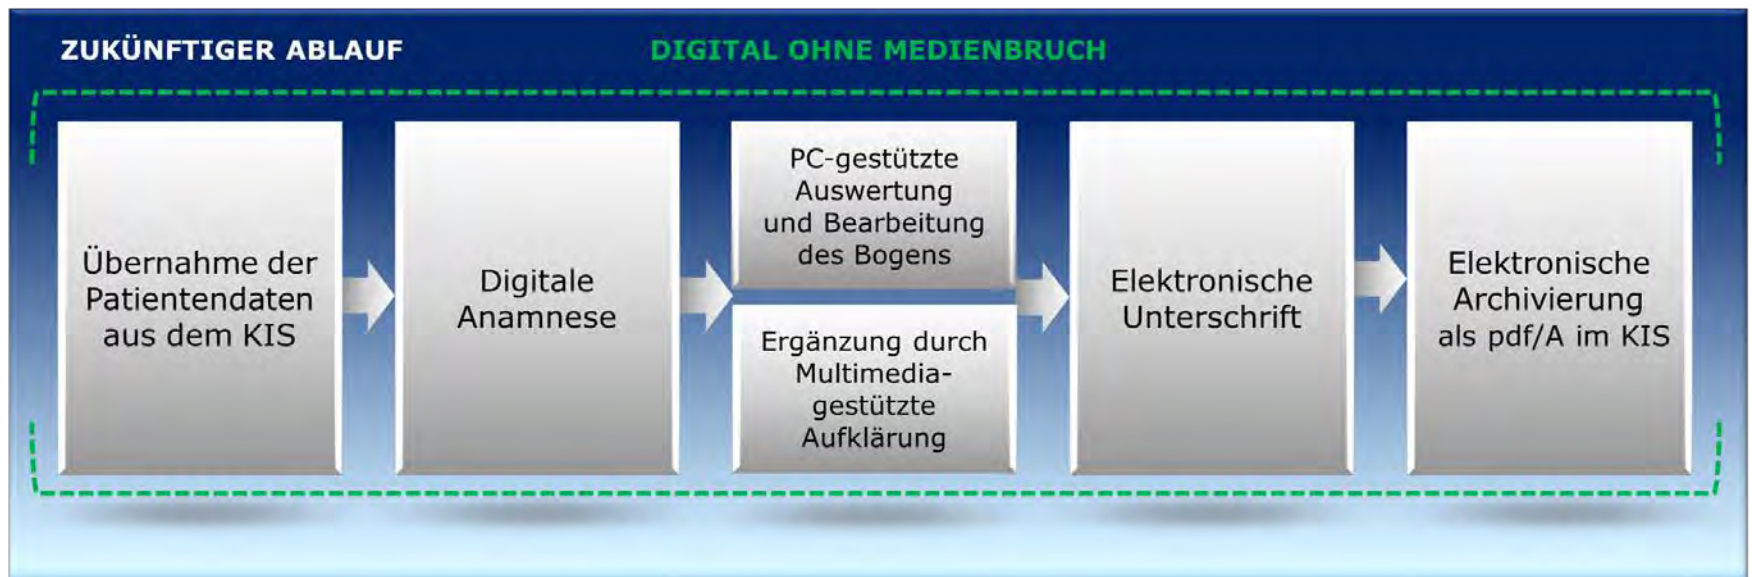 ZUKÜNFTIGER ABLAUF
DIGITAL OHNE MEDIENBRUCH
Übernahme der
Patientendaten
aus dem KIS
Digitale
Anamnese
PC-gestützte
Auswertung
und Bearbeitung
des Bogens
Ergänzung durch
Multimedia-
gestützte
Aufklärung
Elektronische
Unterschrift
Elektronische
Archivierung
als pdf/A im KIS